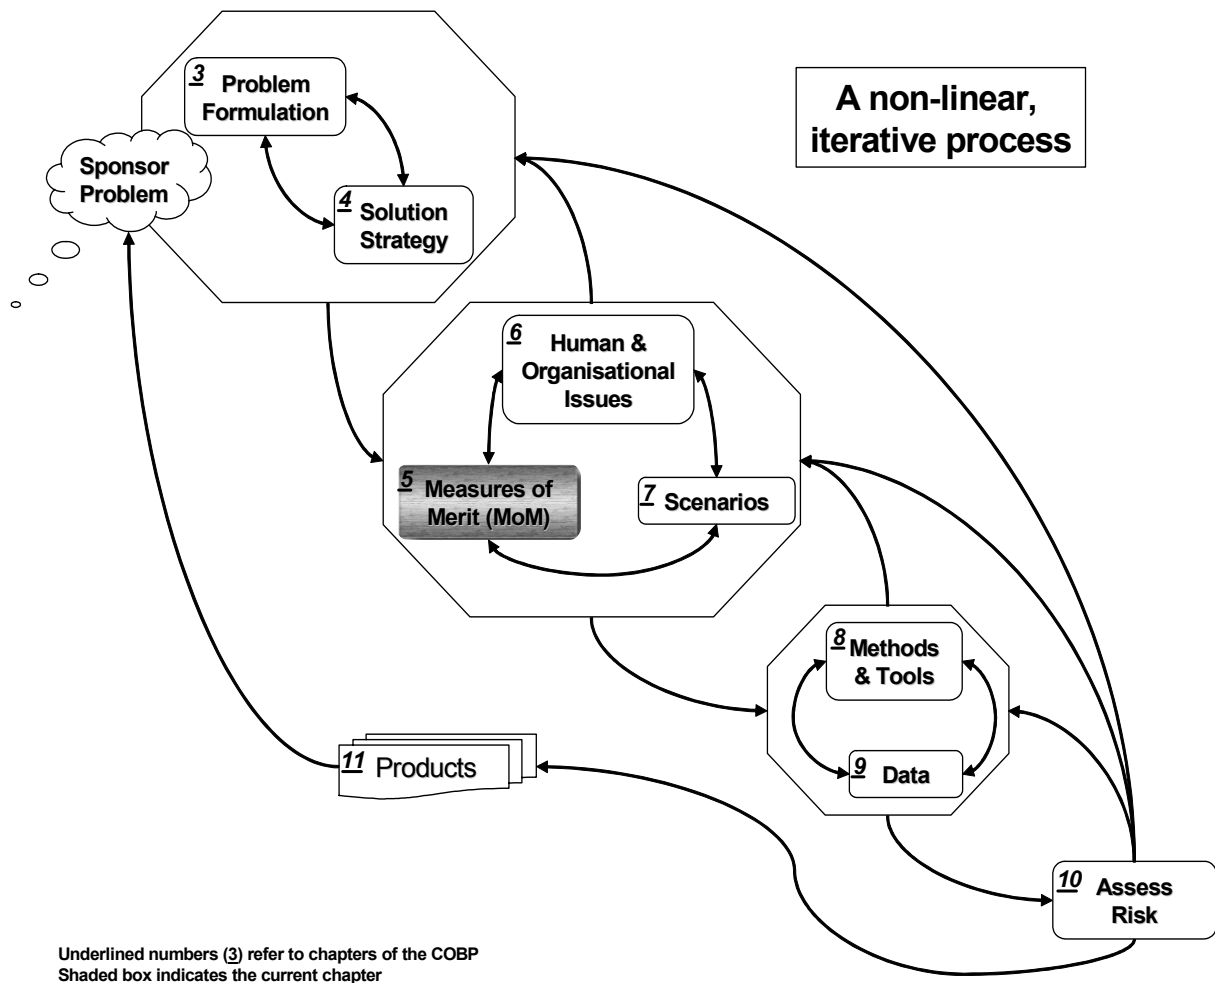 A non-linear,
iterative process
3
Problem
Formulation
Sponsor
Problem
4
Solution
Strategy
6
Human &
Organisational
Issues
5
Measures of
Merit (MoM)
7
Scenarios
8
Methods
& Tools
9
Data
11 Products
10
Assess
Risk
Underlined numbers (3) refer to chapters of the COBP
Shaded box indicates the current chapter